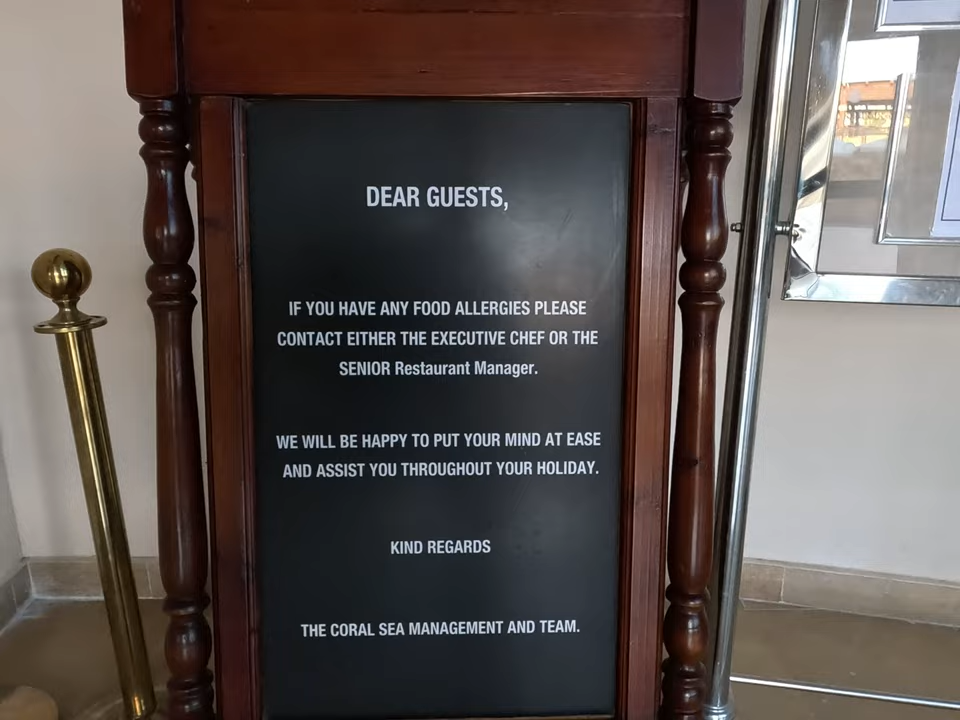 DEAR GUESTS,
IF YOU HAVE ANY FOOD ALLERGIES PLEASE
CONTACT EITHER THE EXECUTIVE CHEF OR THE
SENIOR Restaurant Manager.
WE WILL BE HAPPY TO PUT YOUR MIND AT EASE
AND ASSIST YOU THROUGHOUT YOUR HOLIDAY.
KIND REGARDS
THE CORAL SEA MANAGEMENT AND TEAM.